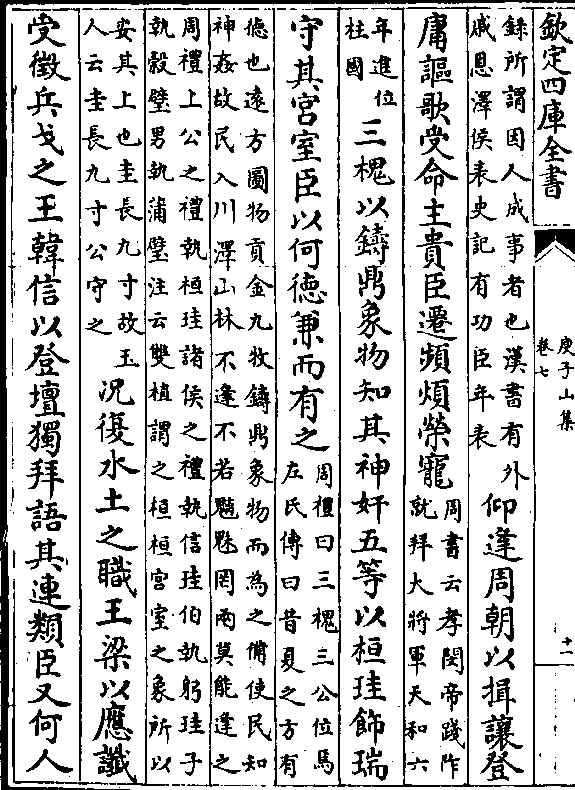 欽定四庫全書
庾子山集
卷七
十一
錄所謂因人成事者也漢書有外
戚恩澤侯表史記有功臣年表
仰逢周朝以揖讓登
庸謳歌受命主貴臣遷頻煩榮寵
周書云孝閔帝踐阼
就拜大將軍天和六
年進位
柱國
三槐以鑄鼎象物知其神奸五等以桓珪飾瑞
守其宮室臣以何德兼而有之
周禮曰三槐三公位焉
左氏傳曰昔夏之方有
德也遠方圖物貢金九牧鑄鼎象物而為之備使民知
神姦故民入川澤山林不逢不若魑魅罔兩莫能逢之
周禮上公之禮執桓珪諸侯之禮執信珪伯執躬珪子
執穀璧男執蒲璧注云雙植謂之桓桓宮室之象所以
安其上也圭長九寸故玉
人云圭長九寸公守之
況復水土之職王梁以應讖
受徵兵戈之王韓信以登壇獨拜語其連類臣又何人